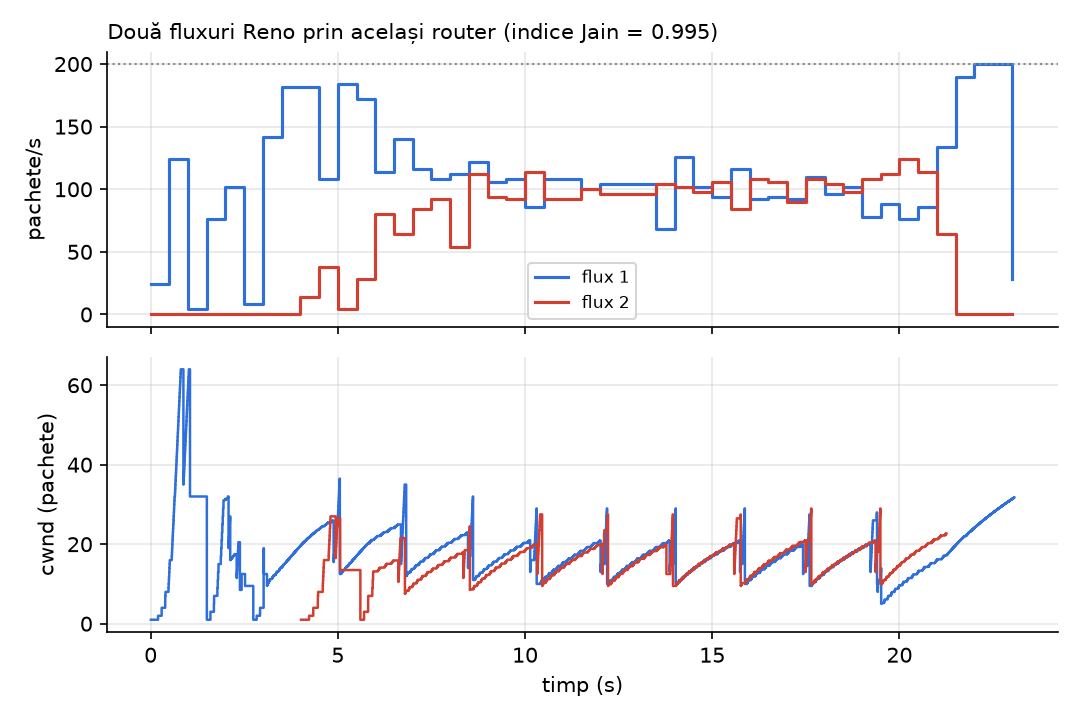 Două fluxuri Reno prin același router (indice Jain = 0.995)
200
150
100
50
0
pachete/s
flux 1
flux 2
60
40
20
0
cwnd (pachete)
0 5 10 15 20
timp (s)